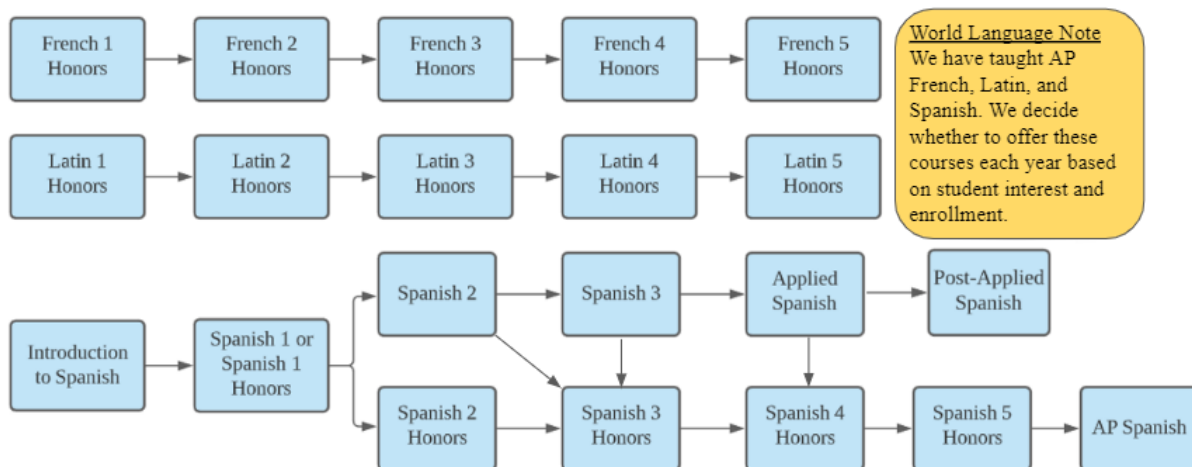 French 1
Honors
French 2
Honors
French 3
Honors
French 4
Honors
French 5
Honors
World Language Note
We have taught AP
French, Latin, and
Spanish. We decide
whether to offer these
courses each year based
on student interest and
enrollment.
Latin 1
Honors
Latin 2
Honors
Latin 3
Honors
Latin 4
Honors
Latin 5
Honors
Spanish 2
Spanish 3
Applied
Spanish
Post-Applied
Spanish
Introduction
to Spanish
Spanish 1 or
Spanish 1
Honors
Spanish 2
Honors
Spanish 3
Honors
Spanish 4
Honors
Spanish 5
Honors
AP Spanish